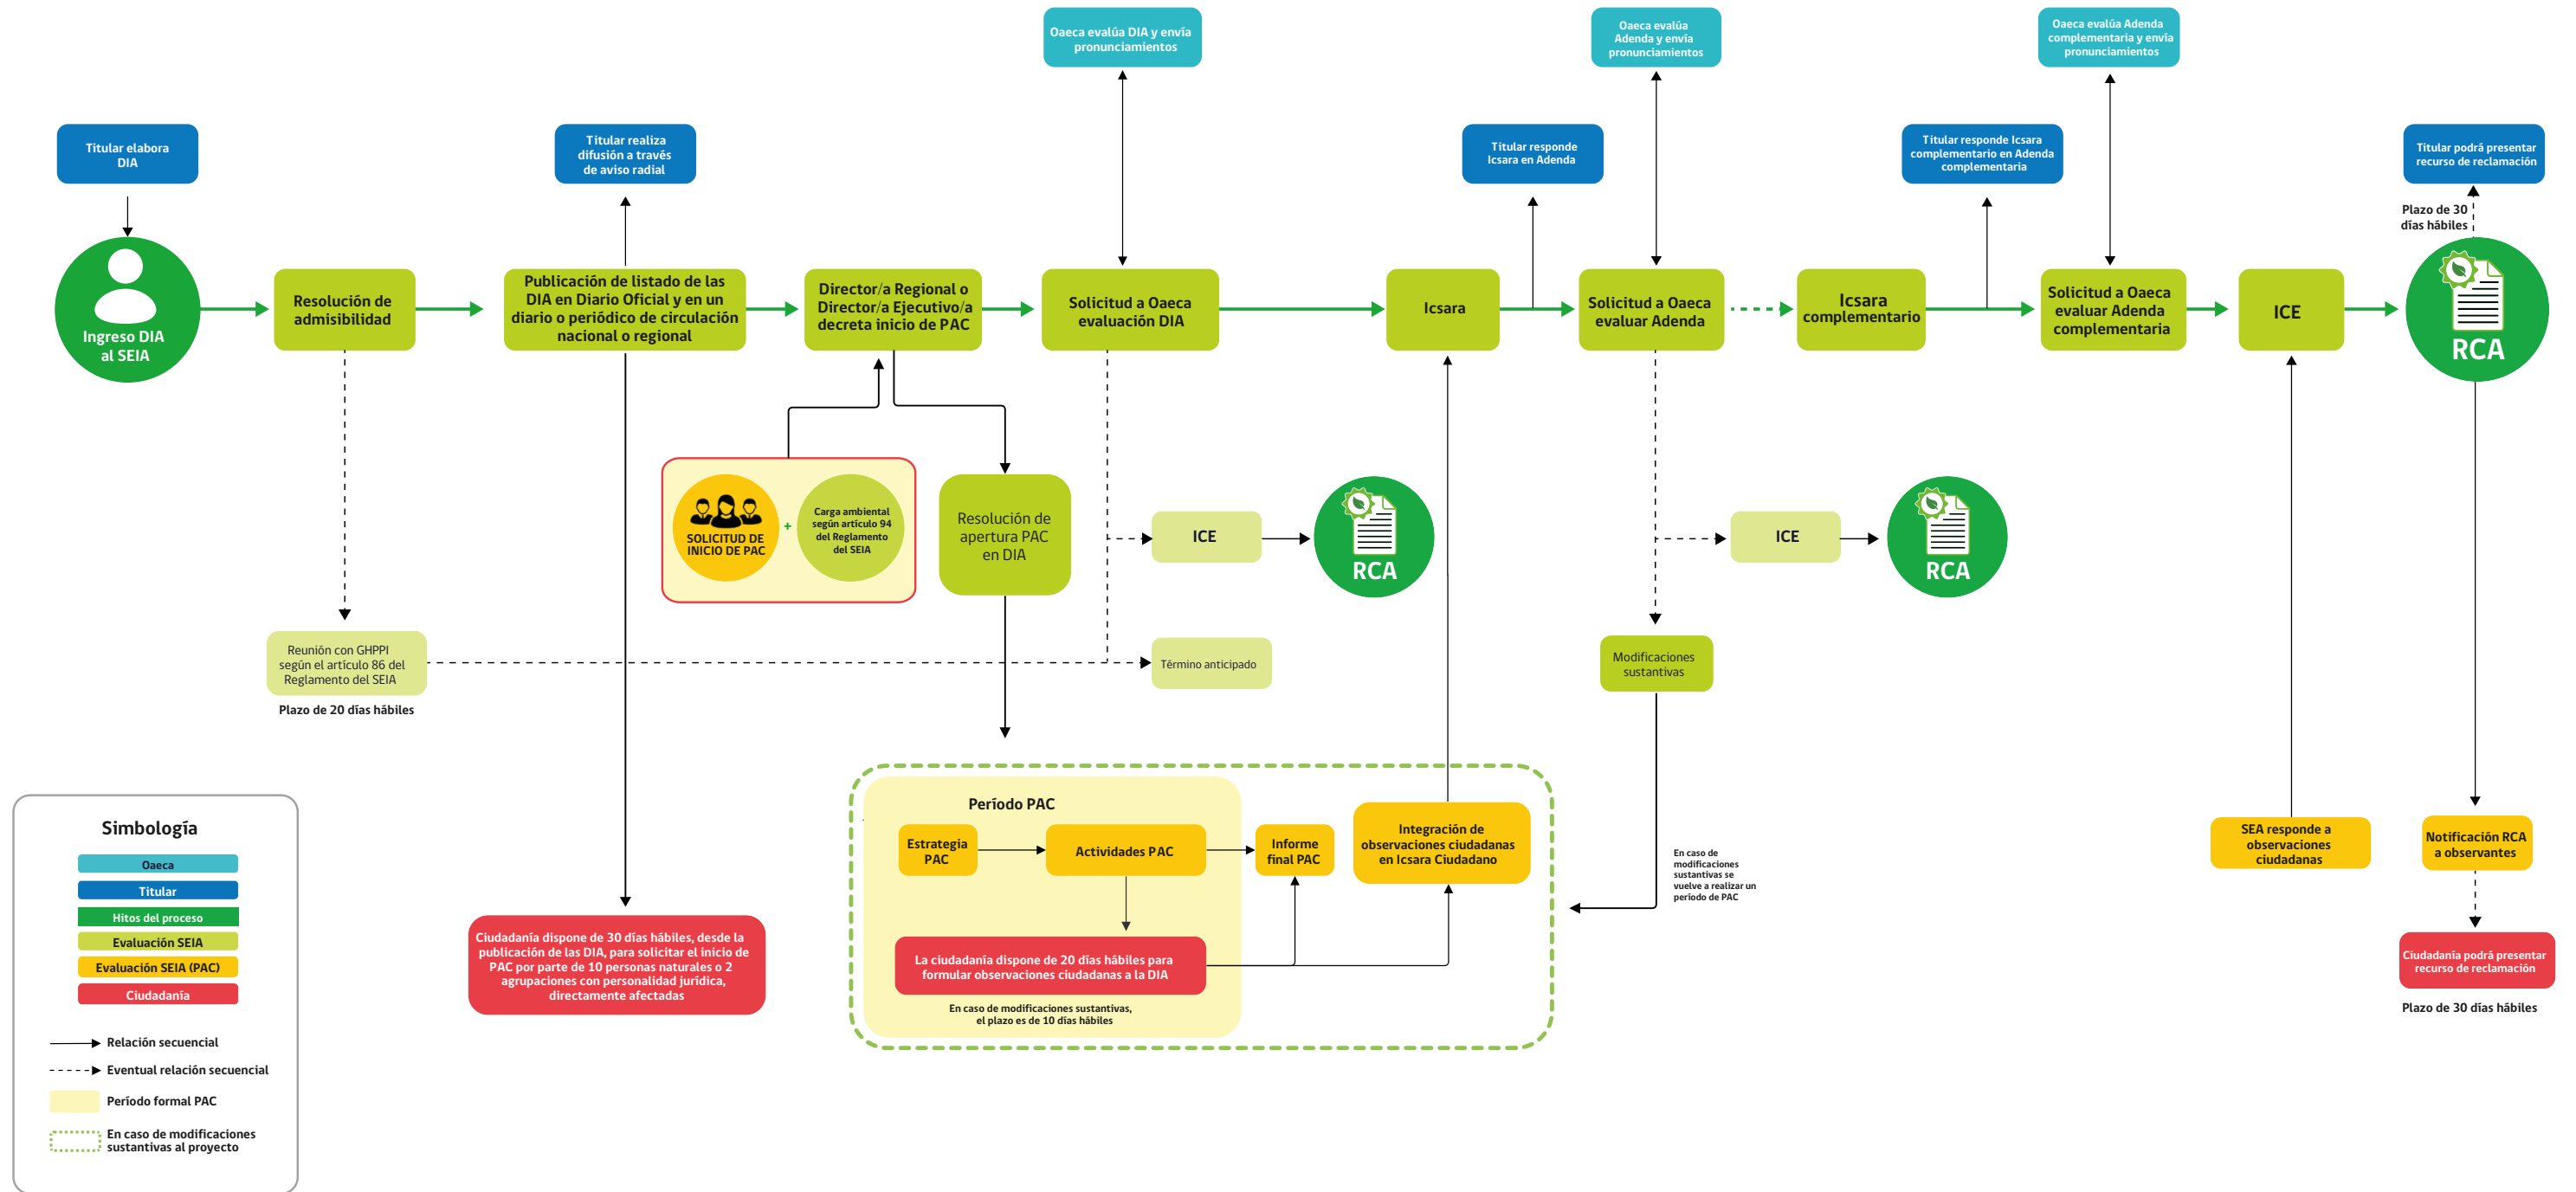 Oaeca evalúa DIA y envía
pronunciamientos
Oaeca evalúa
Adenda y envía
pronunciamientos
Oaeca evalúa Adenda
complementaria y envía
pronunciamientos
Titular elabora
DIA
Titular realiza
difusión a través
de aviso radial
Titular responde
Icsara en Adenda
Titular responde Icsara
complementario en Adenda
complementaria
Titular podrá presentar
recurso de reclamación
Plazo de 30
días hábiles
Ingreso DIA
al SEIA
Resolución de
admisibilidad
Publicación de listado de las
DIA en Diario Oficial y en un
diario o periódico de circulación
nacional o regional
Director/a Regional o
Director/a Ejecutivo/a
decreta inicio de PAC
Solicitud a Oaeca
evaluación DIA
Icsara
Solicitud a Oaeca
evaluar Adenda
Icsara
complementario
Solicitud a Oaeca
evaluar Adenda
complementaria
ICE
RCA
SOLICITUD DE
INICIO DE PAC
+
Carga ambiental
según artículo 94
del Reglamento
del SEIA
Resolución de
apertura PAC
en DIA
ICE
RCA
ICE
RCA
Reunión con GHPPI
según el artículo 86 del
Reglamento del SEIA
Plazo de 20 días hábiles
Término anticipado
Modificaciones
sustantivas
Período PAC
Estrategia
PAC
Actividades PAC
Informe
final PAC
Integración de
observaciones ciudadanas
en Icsara Ciudadano
En caso de
modificaciones
sustantivas se
vuelve a realizar un
período de PAC
SEA responde a
observaciones
ciudadanas
Notificación RCA
a observantes
Ciudadanía dispone de 30 días hábiles, desde la
publicación de las DIA, para solicitar el inicio de
PAC por parte de 10 personas naturales o 2
agrupaciones con personalidad jurídica,
directamente afectadas
La ciudadanía dispone de 20 días hábiles para
formular observaciones ciudadanas a la DIA
En caso de modificaciones sustantivas,
el plazo es de 10 días hábiles
Ciudadanía podrá presentar
recurso de reclamación
Plazo de 30 días hábiles
Simbología
Oaeca
Titular
Hitos del proceso
Evaluación SEIA
Evaluación SEIA (PAC)
Ciudadanía
Relación secuencial
Eventual relación secuencial
Período formal PAC
En caso de modificaciones
sustantivas al proyecto